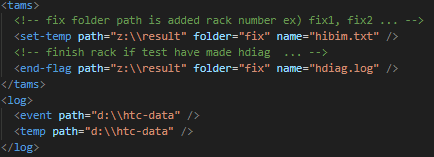 <tams>
<!-- fix folder path is added rack number ex) fix1, fix2 ... -->
<set-temp path="z:\\result" folder="fix" name="hibim.txt" />
<!-- finish rack if test have made hdiag  ... -->
<end-flag path="z:\\result" folder="fix" name="hdiag.log" />
</tams>
<log>
<event path="d:\\htc-data" />
<temp path="d:\\htc-data" />
</log>